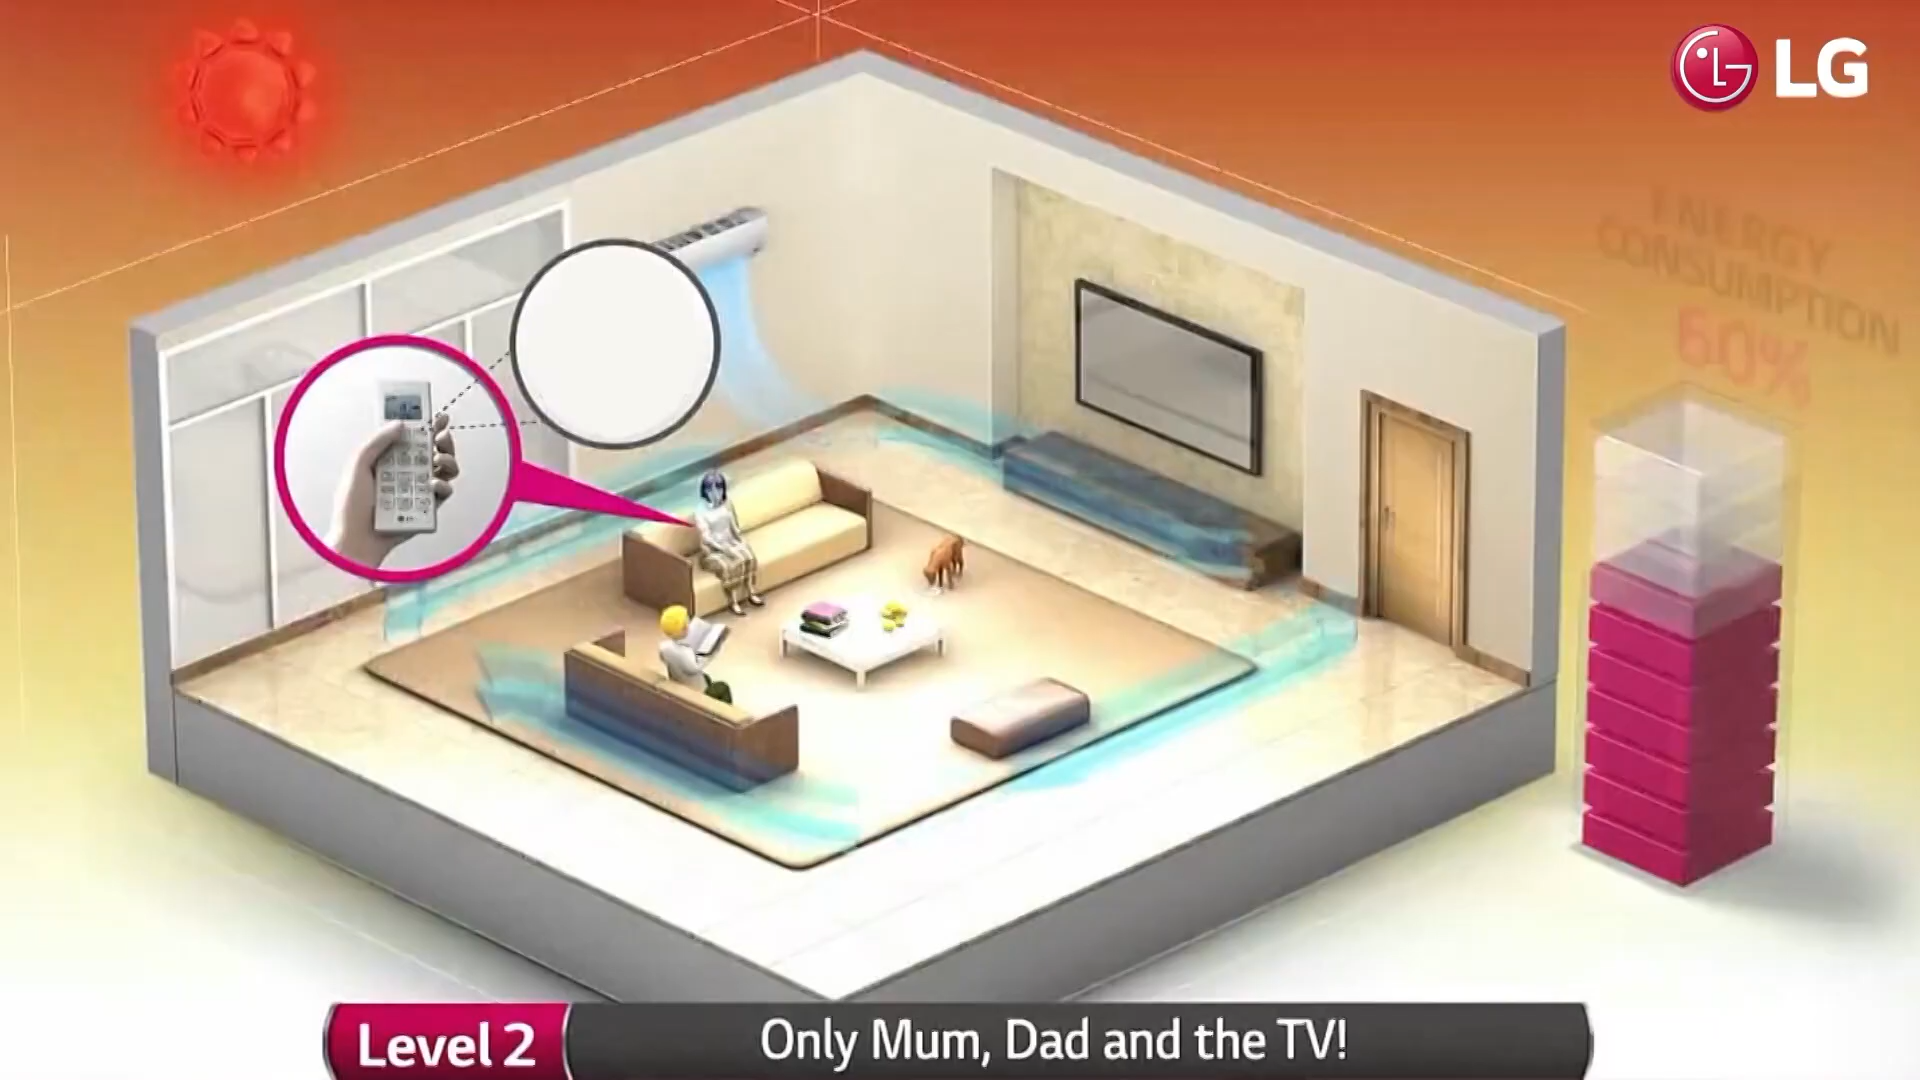 LG
ENERGY
CONSUMPTION
60%
Level 2
Only Mum, Dad and the TV!